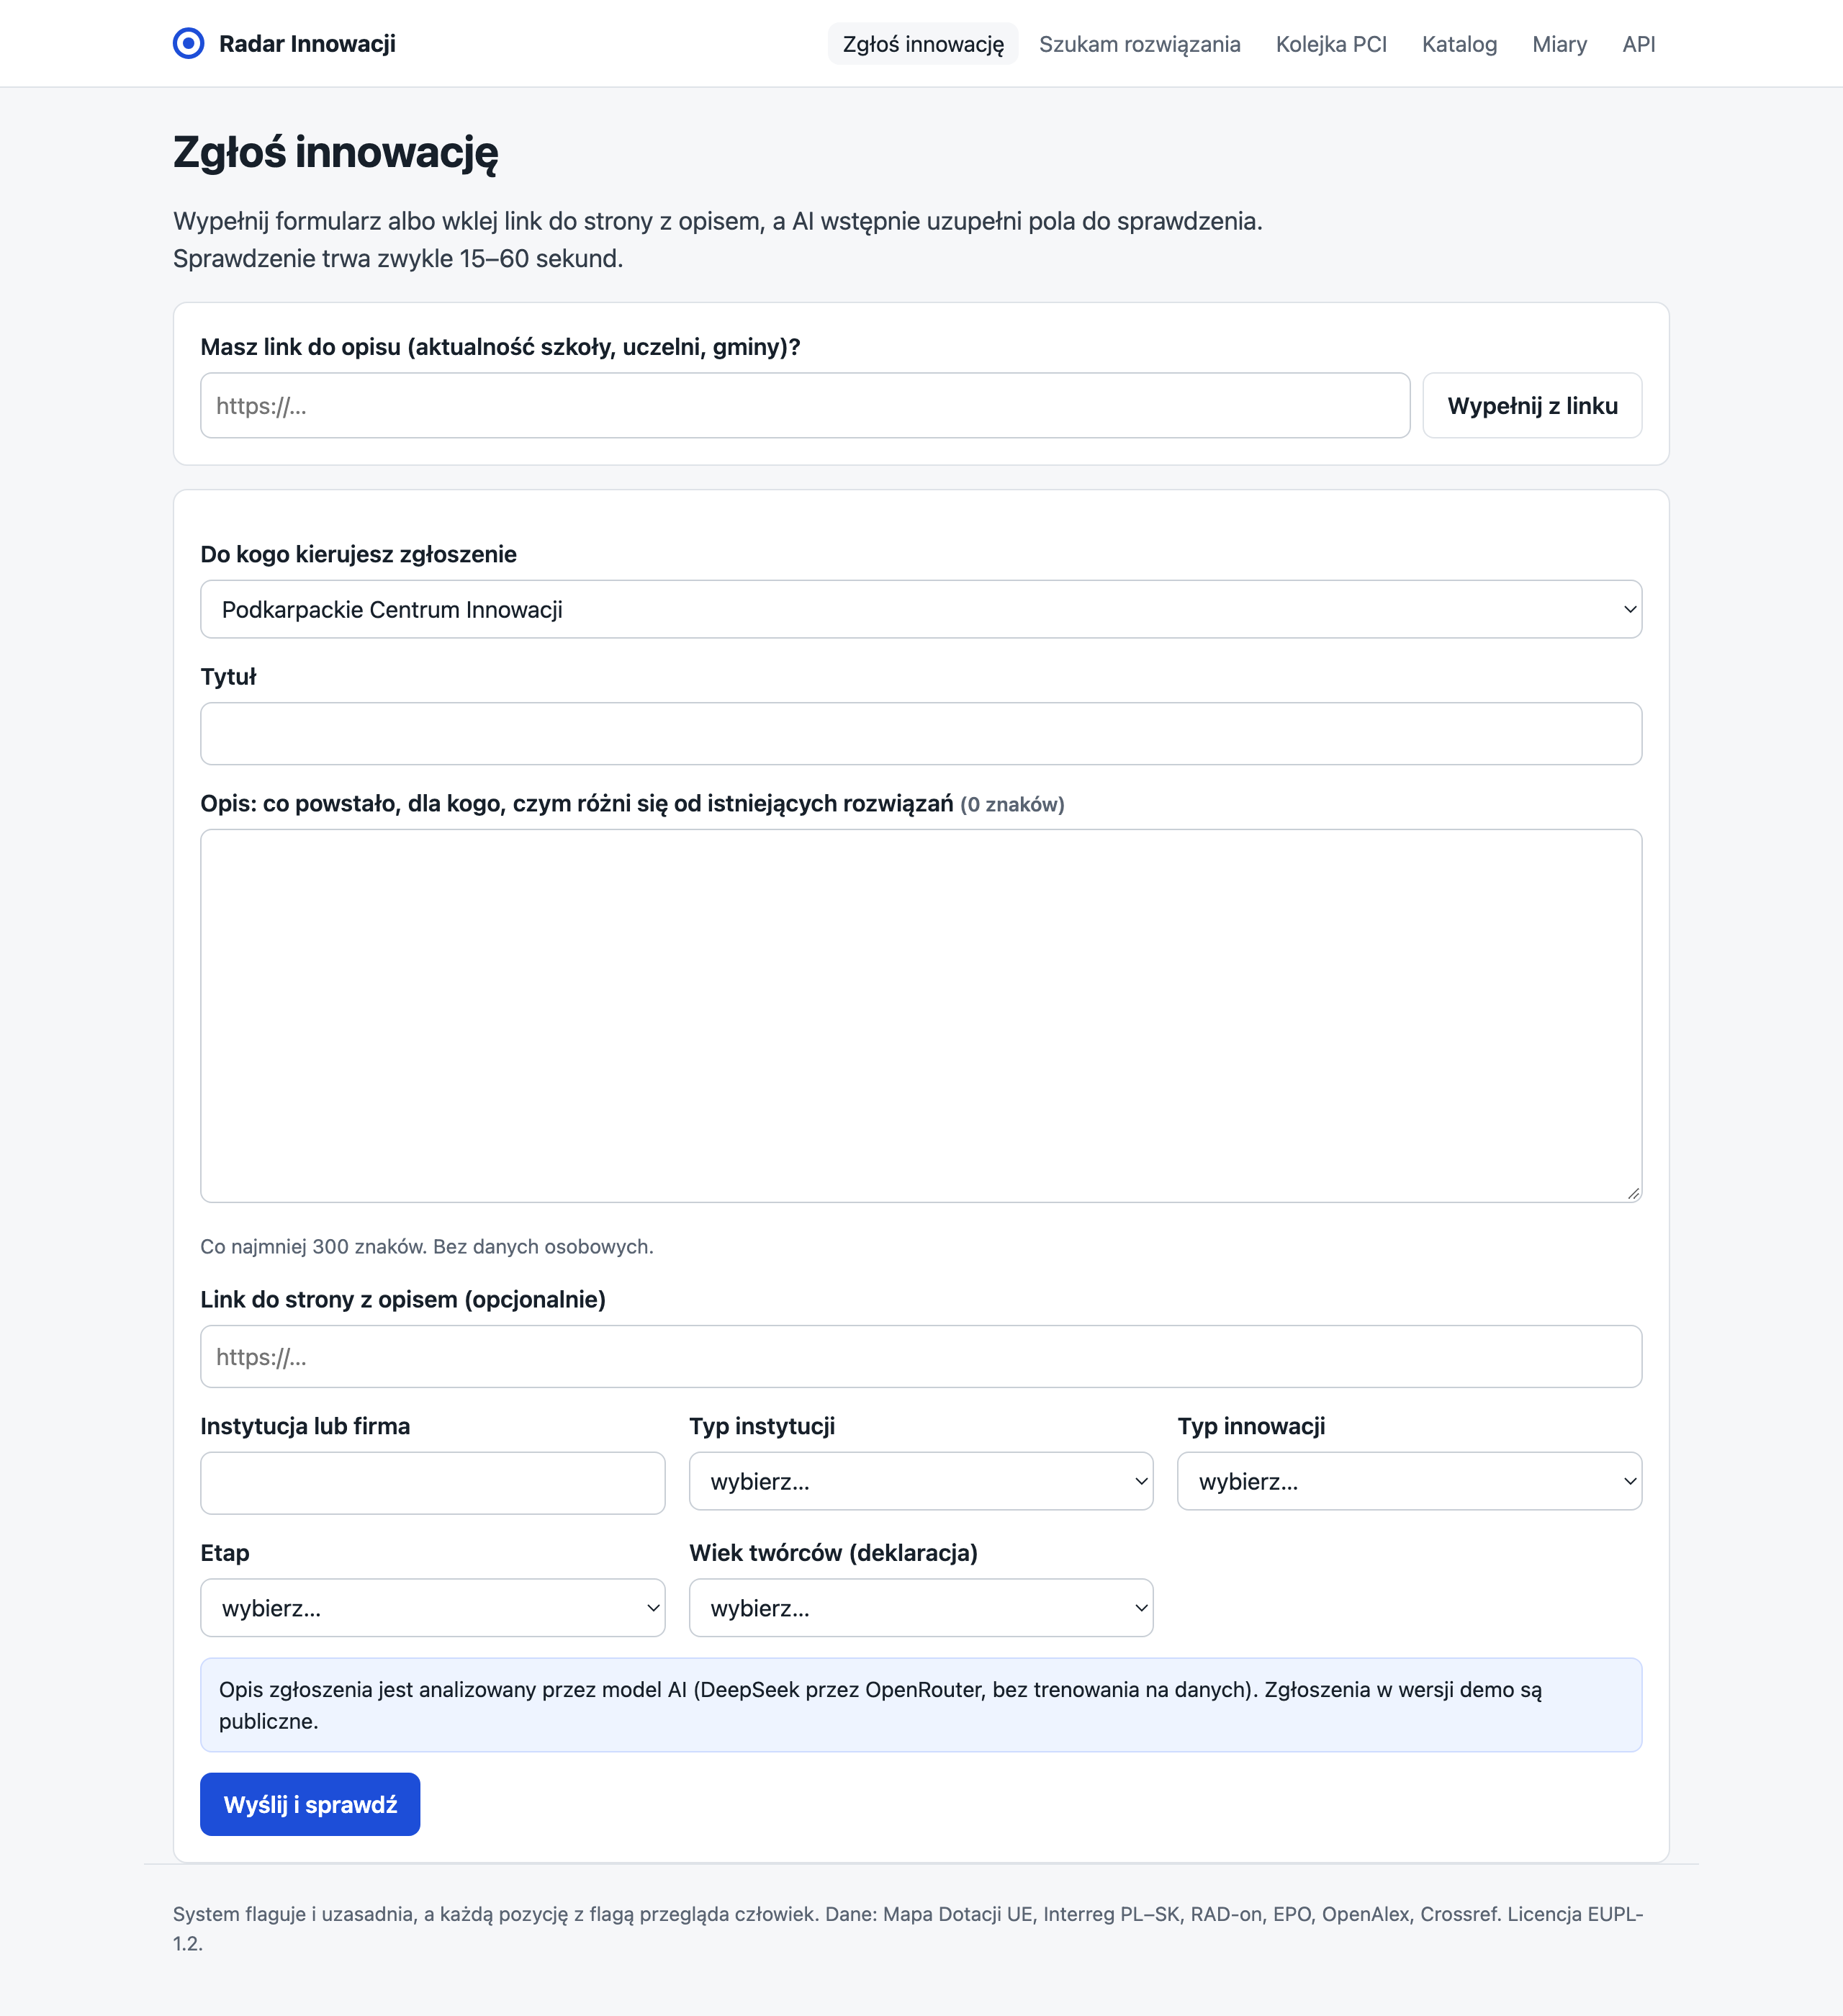 Radar Innowacji
Zgłoś innowację
Szukam rozwiązania
Kolejka PCI
Katalog
Miary
API
Zgłoś innowację
Wypełnij formularz albo wklej link do strony z opisem, a AI wstępnie uzupełni pola do sprawdzenia.
Sprawdzenie trwa zwykle 15–60 sekund.
Masz link do opisu (aktualność szkoły, uczelni, gminy)?
https://...
Wypełnij z linku
Do kogo kierujesz zgłoszenie
Podkarpackie Centrum Innowacji
Tytuł
Opis: co powstało, dla kogo, czym różni się od istniejących rozwiązań (0 znaków)
Co najmniej 300 znaków. Bez danych osobowych.
Link do strony z opisem (opcjonalnie)
https://...
Instytucja lub firma
Typ instytucji
Typ innowacji
wybierz...
wybierz...
Etap
Wiek twórców (deklaracja)
wybierz...
wybierz...
Opis zgłoszenia jest analizowany przez model AI (DeepSeek przez OpenRouter, bez trenowania na danych). Zgłoszenia w wersji demo są
publiczne.
Wyślij i sprawdź
System flaguje i uzasadnia, a każdą pozycję z flagą przegląda człowiek. Dane: Mapa Dotacji UE, Interreg PL–SK, RAD-on, EPO, OpenAlex, Crossref. Licencja EUPL-
1.2.